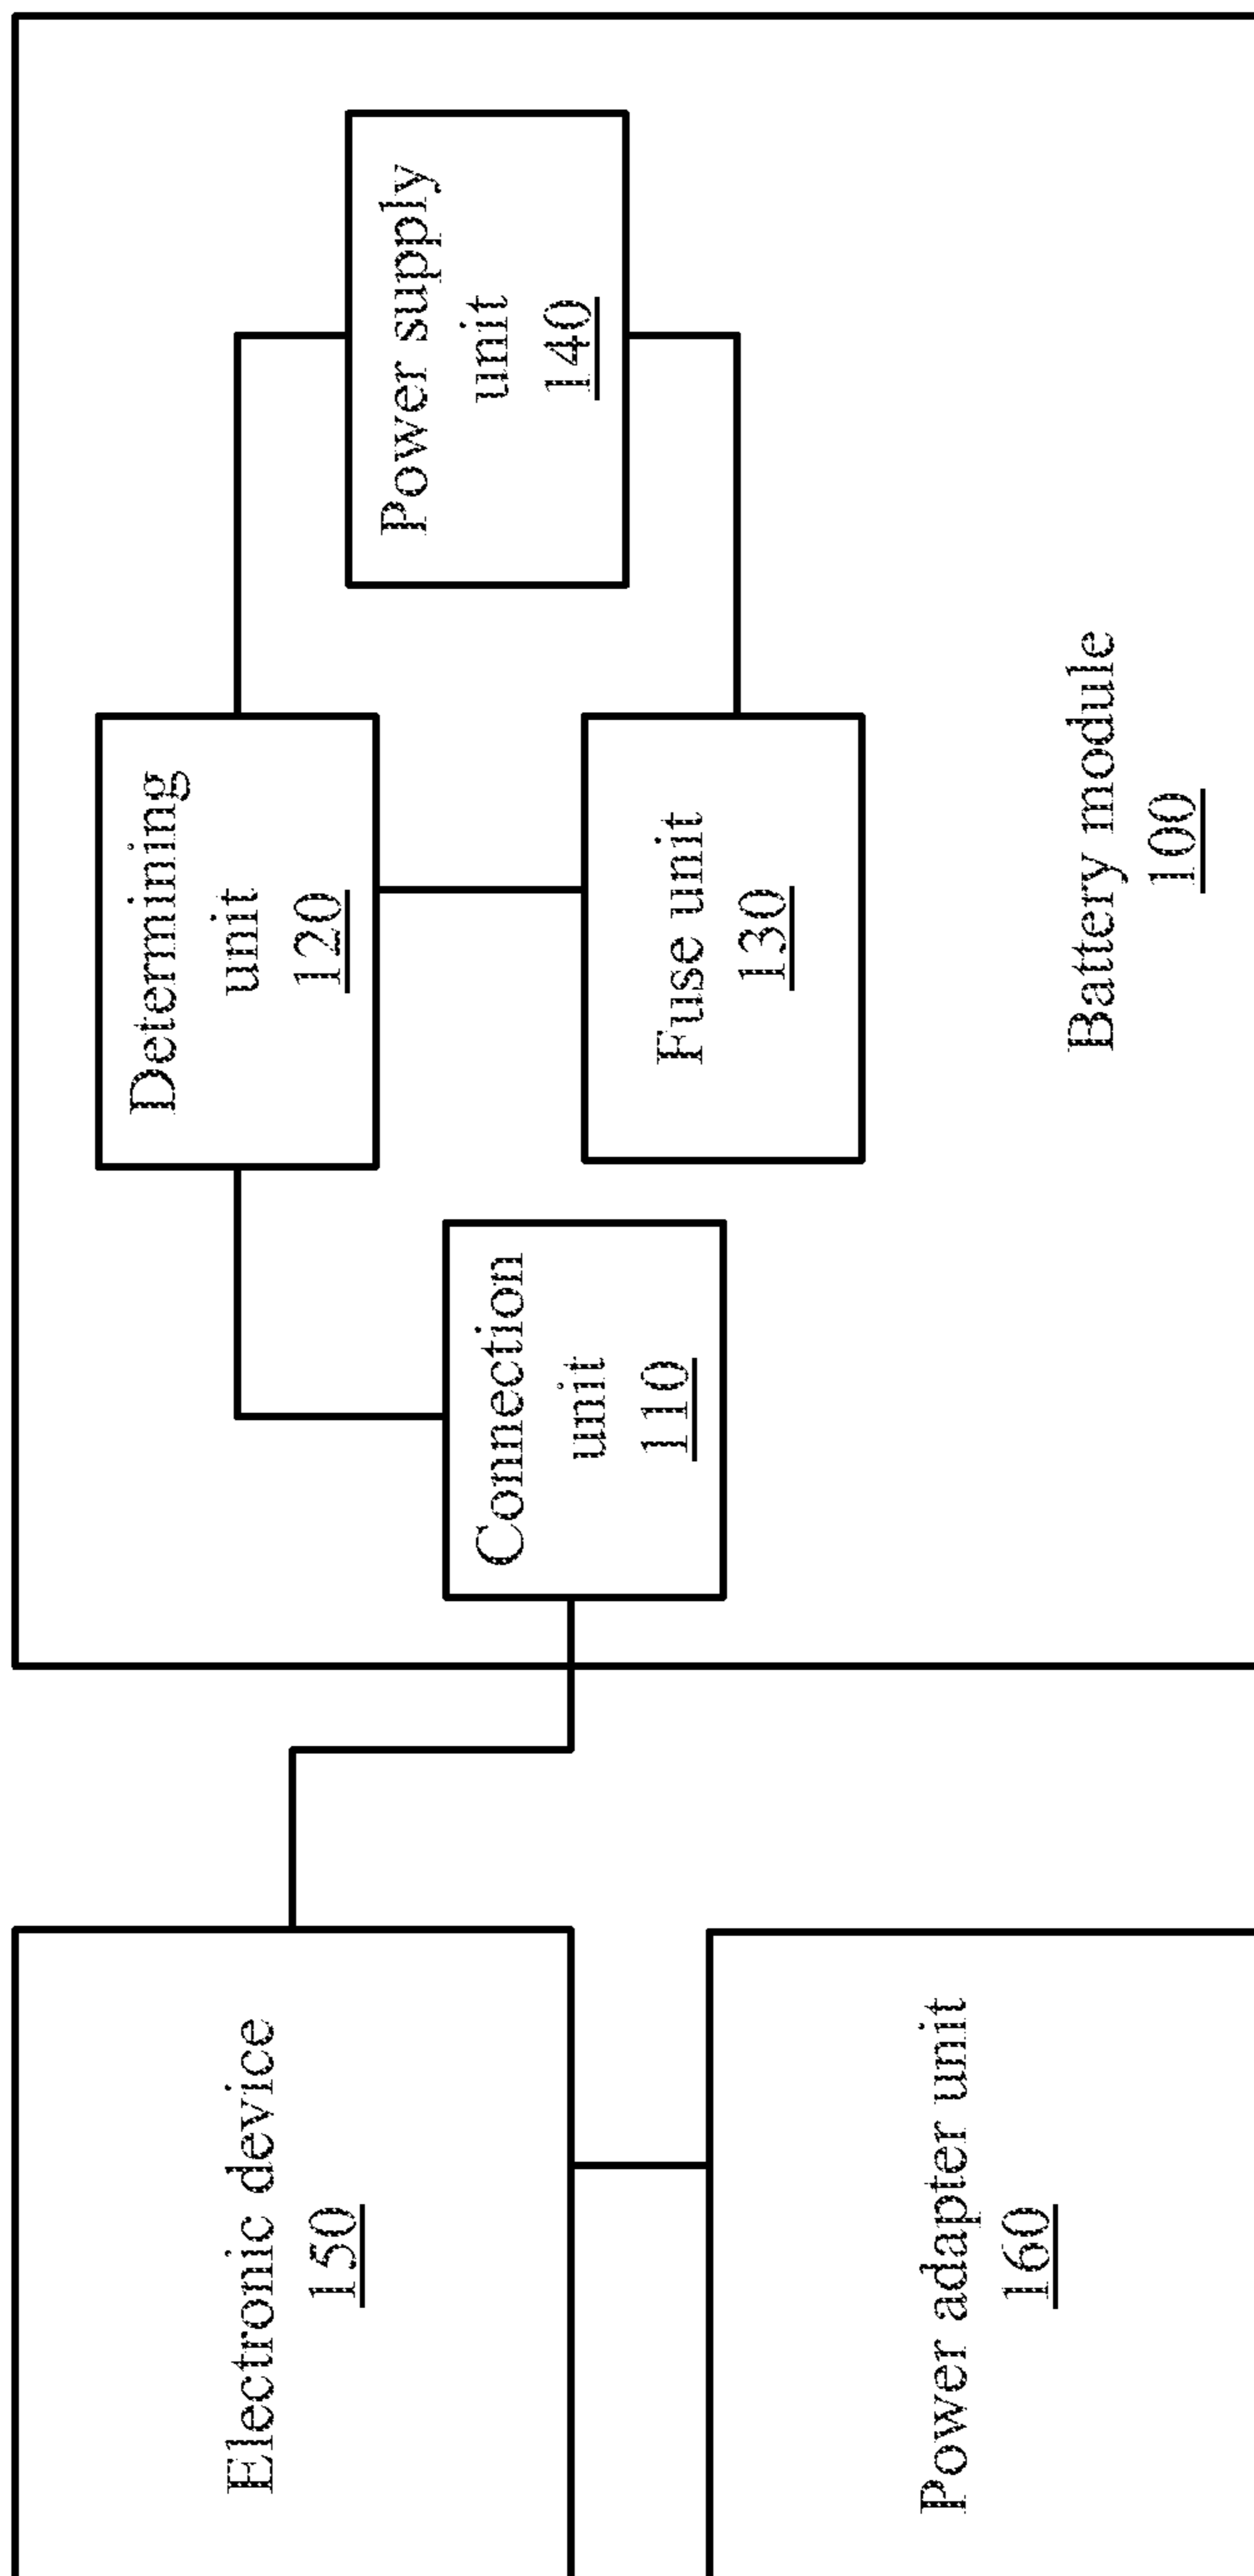 Electronic device
150
Power adapter unit
160
Connection
unit
110
Determining
unit
120
Fuse unit
130
Power supply
unit
140
Battery module
100